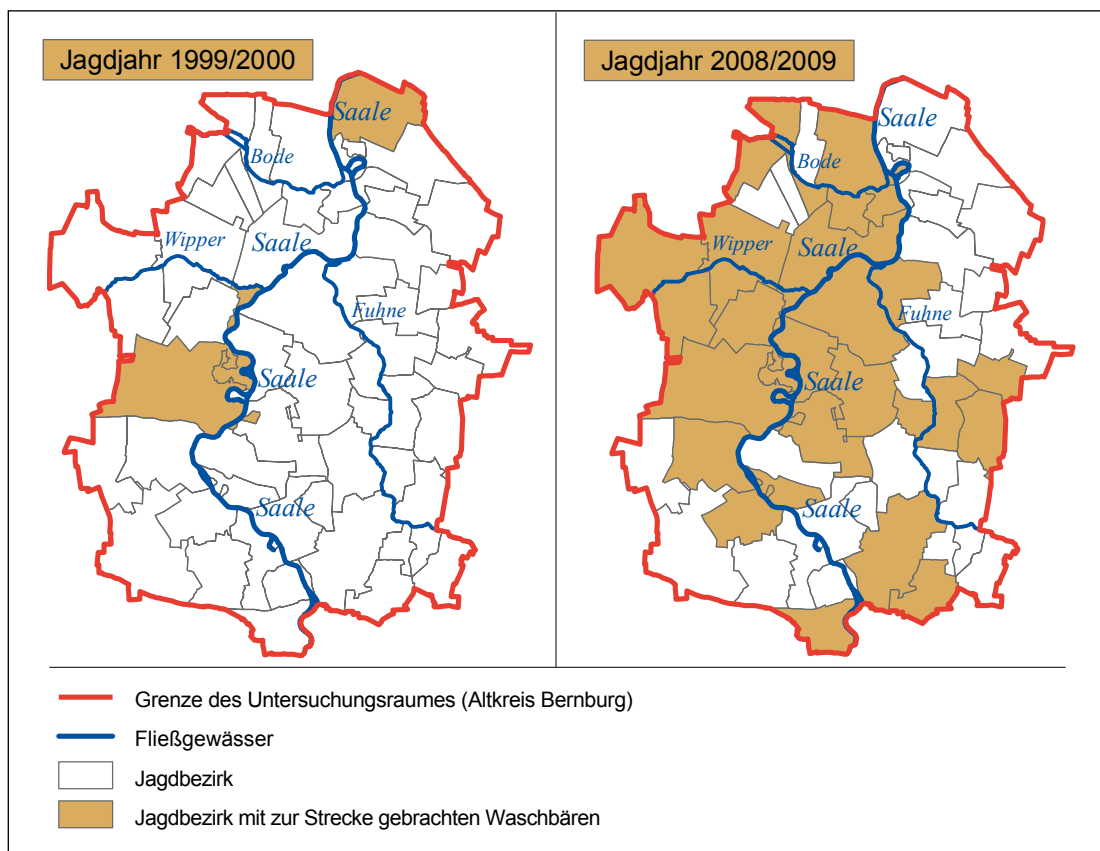 Jagdjahr 1999/2000
Saale
Bode
Wipper
Saale
Fuhne
Saale
Saale
Jagdjahr 2008/2009
Saale
Bode
Wipper
Saale
Fuhne
Saale
Saale
Grenze des Untersuchungsraumes (Altkreis Bernburg)
Fließgewässer
Jagdbezirk
Jagdbezirk mit zur Strecke gebrachten Waschbären